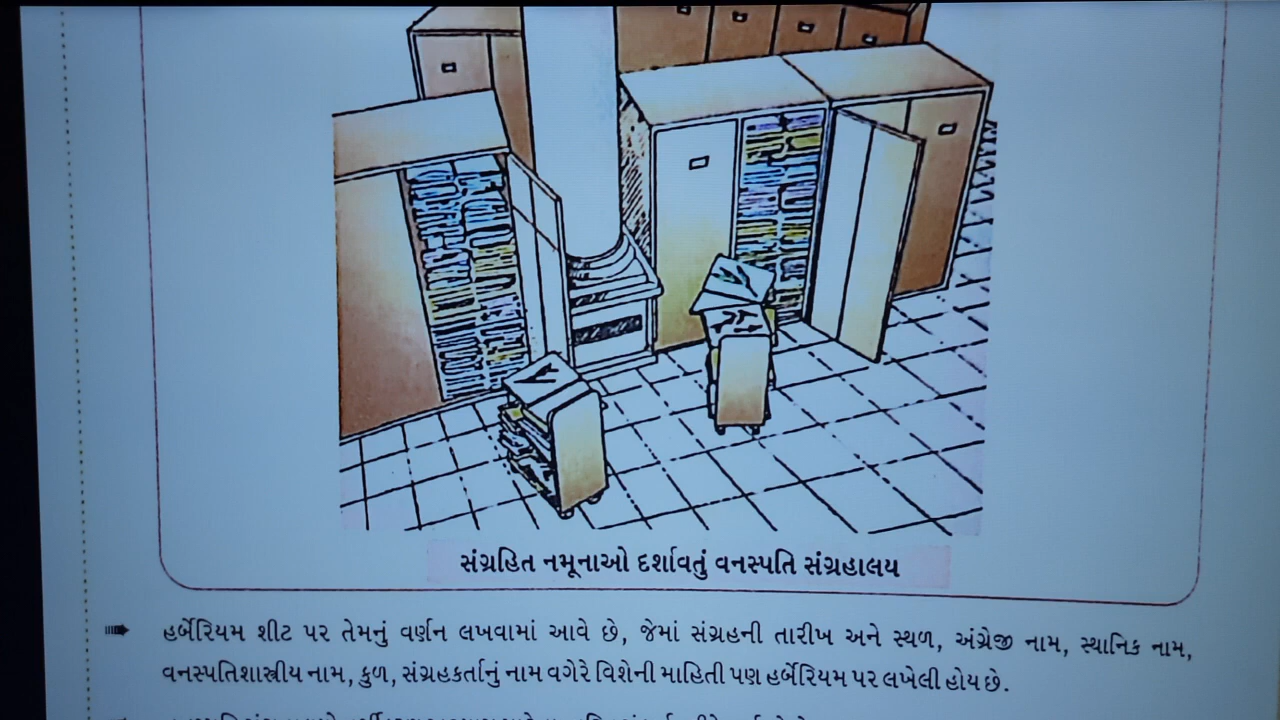 સંગ્રહિત નમૂનાઓ દર્શાવતું વનસ્પતિ સંગ્રહાલય
હર્બેરિયમ શીટ પર તેમનું વર્ણન લખવામાં આવે છે, જેમાં સંગ્રહની તારીખ અને સ્થળ, અંગ્રેજી નામ, સ્થાનિક નામ,
વનસ્પતિશાસ્ત્રીય નામ, કુળ, સંગ્રહકર્તાનું નામ વગેરે વિશેની માહિતી પણ હર્બેરિયમ પર લખેલી હોય છે.